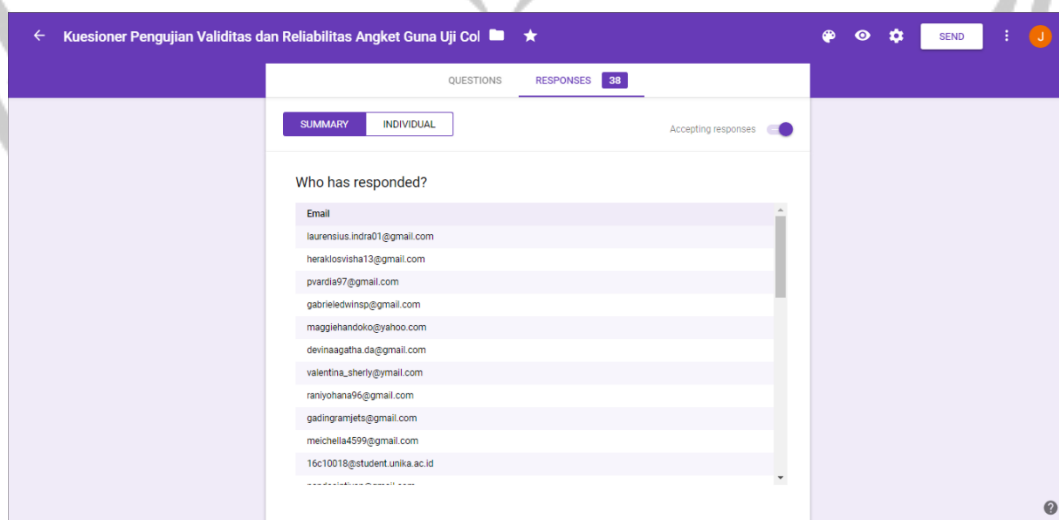 Kuesioner Pengujian Validitas dan Reliabilitas Angket Guna Uji Col
SEND
J
QUESTIONS RESPONSES 38
SUMMARY INDIVIDUAL Accepting responses
Who has responded?
Email
laurensius.indra01@gmail.com
heraklosvisha13@gmail.com
pvardia97@gmail.com
gabrieledwinsp@gmail.com
maggiehandoko@yahoo.com
devinaagatha.da@gmail.com
valentina_sherly@ymail.com
raniyohana96@gmail.com
gadingramjets@gmail.com
meichella4599@gmail.com
16c10018@student.unika.ac.id